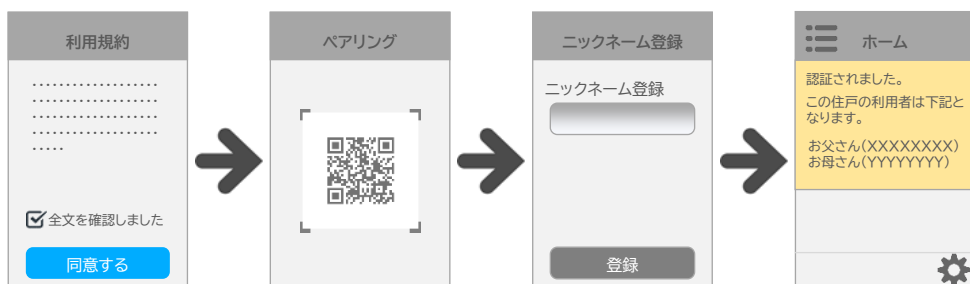 利用規約
..................
..................
..................
..................
.....
全文を確認しました
同意する
ペアリング
ニックネーム登録
ニックネーム登録
登録
ホーム
認証されました。
この住戸の利用者は下記と
なります。
お父さん(XXXXXXXX)
お母さん(YYYYYYYY)